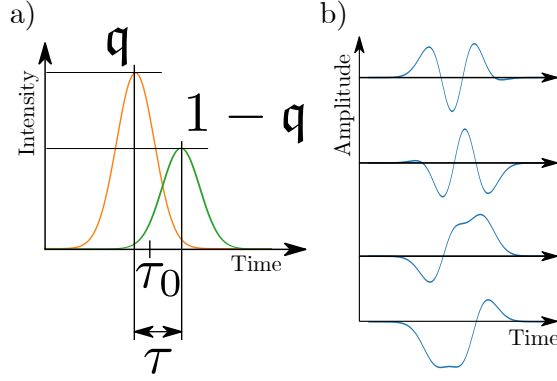 a)
𝔮
1 − 𝔮
Intensity
τ₀
Time
τ
b)
Amplitude
Time